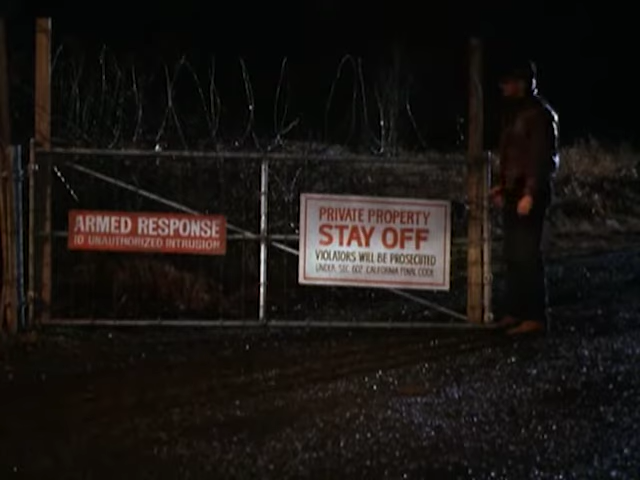 ARMED RESPONSE
TO UNAUTHORIZED INTRUSION
PRIVATE PROPERTY
STAY OFF
VIOLATORS WILL BE PROSECUTED
UNDER SEC 602 CALIFORNIA PENAL CODE